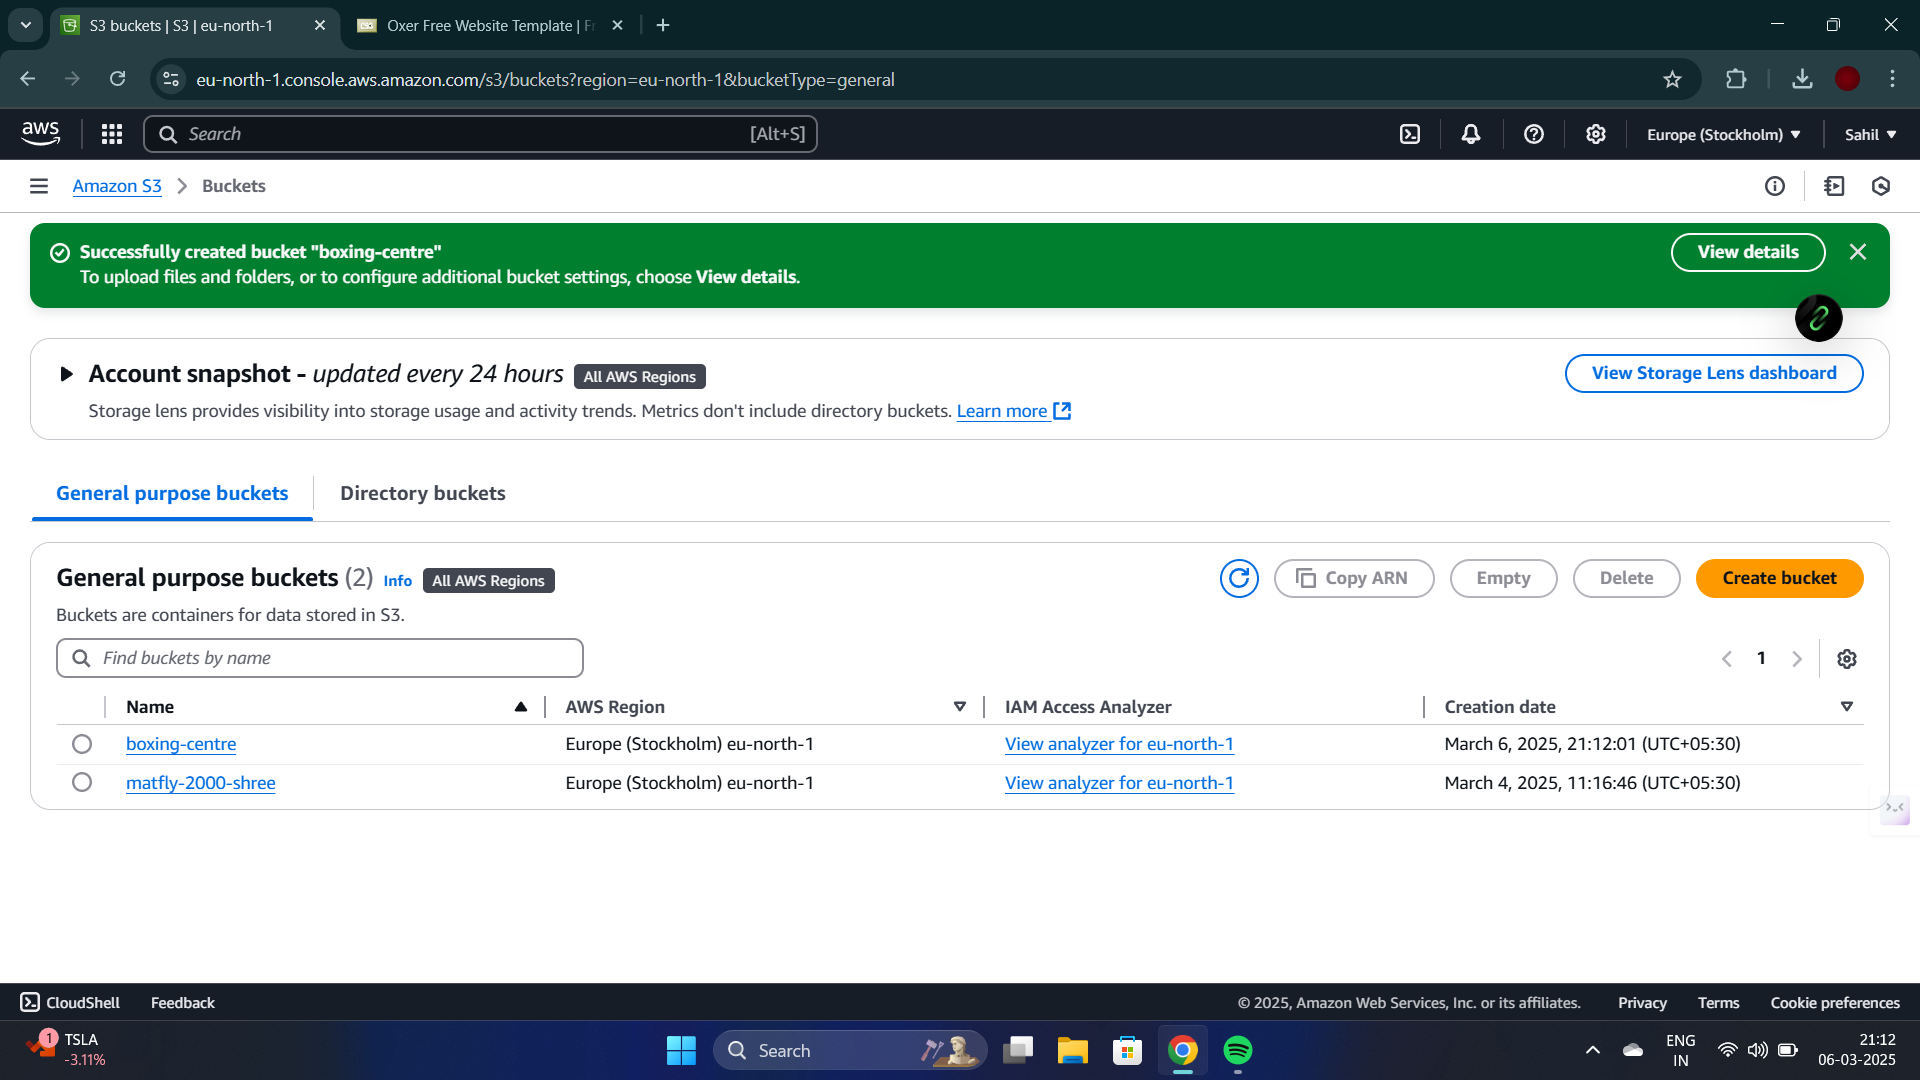 S3 buckets | S3 | eu-north-1
Oxer Free Website Template | Fr
eu-north-1.console.aws.amazon.com/s3/buckets?region=eu-north-1&bucketType=general
aws
Search
[Alt+S]
Europe (Stockholm)
Sahil
Amazon S3
Buckets
Successfully created bucket "boxing-centre"
To upload files and folders, or to configure additional bucket settings, choose View details.
View details
Account snapshot - updated every 24 hours
All AWS Regions
View Storage Lens dashboard
Storage lens provides visibility into storage usage and activity trends. Metrics don't include directory buckets. Learn more
General purpose buckets
Directory buckets
General purpose buckets (2)
Info
All AWS Regions
Copy ARN
Empty
Delete
Create bucket
Buckets are containers for data stored in S3.
Find buckets by name
1
Name
AWS Region
IAM Access Analyzer
Creation date
boxing-centre
Europe (Stockholm) eu-north-1
View analyzer for eu-north-1
March 6, 2025, 21:12:01 (UTC+05:30)
matfly-2000-shree
Europe (Stockholm) eu-north-1
View analyzer for eu-north-1
March 4, 2025, 11:16:46 (UTC+05:30)
CloudShell
Feedback
© 2025, Amazon Web Services, Inc. or its affiliates.
Privacy
Terms
Cookie preferences
1
TSLA
-3.11%
Search
ENG
IN
21:12
06-03-2025